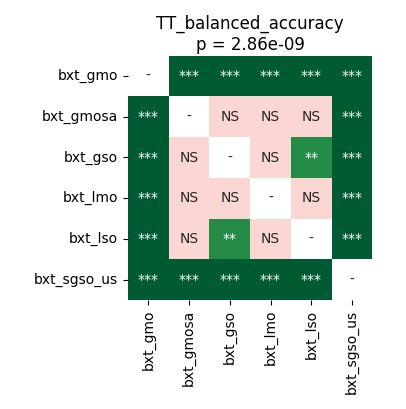 TT_balanced_accuracy
p = 2.86e-09
bxt_gmo - *** *** *** *** ***
bxt_gmosa *** - NS NS NS ***
bxt_gso *** NS - NS ** ***
bxt_lmo *** NS NS - NS ***
bxt_lso *** NS ** NS - ***
bxt_sgso_us *** *** *** *** *** -
bxt_gmo
bxt_gmosa
bxt_gso
bxt_lmo
bxt_lso
bxt_sgso_us